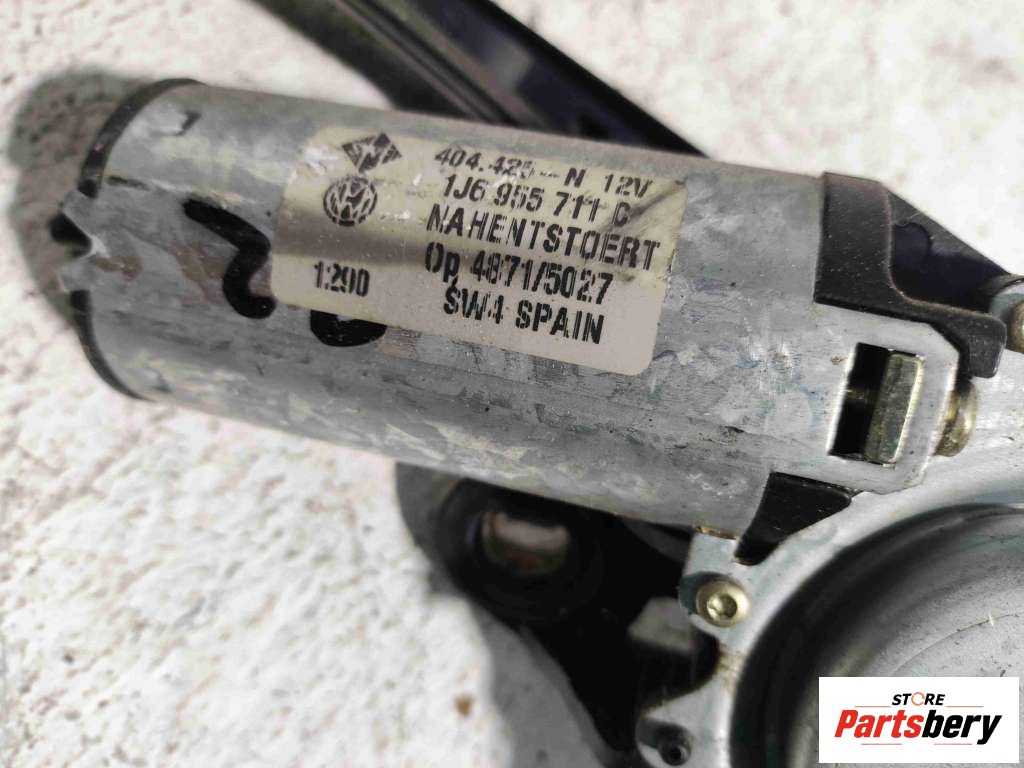 404.425-N 12V
1J6 955 711 C
NAHENTSTOERT
Op 4871/5027
1290
SW4 SPAIN
STORE
Partsbery